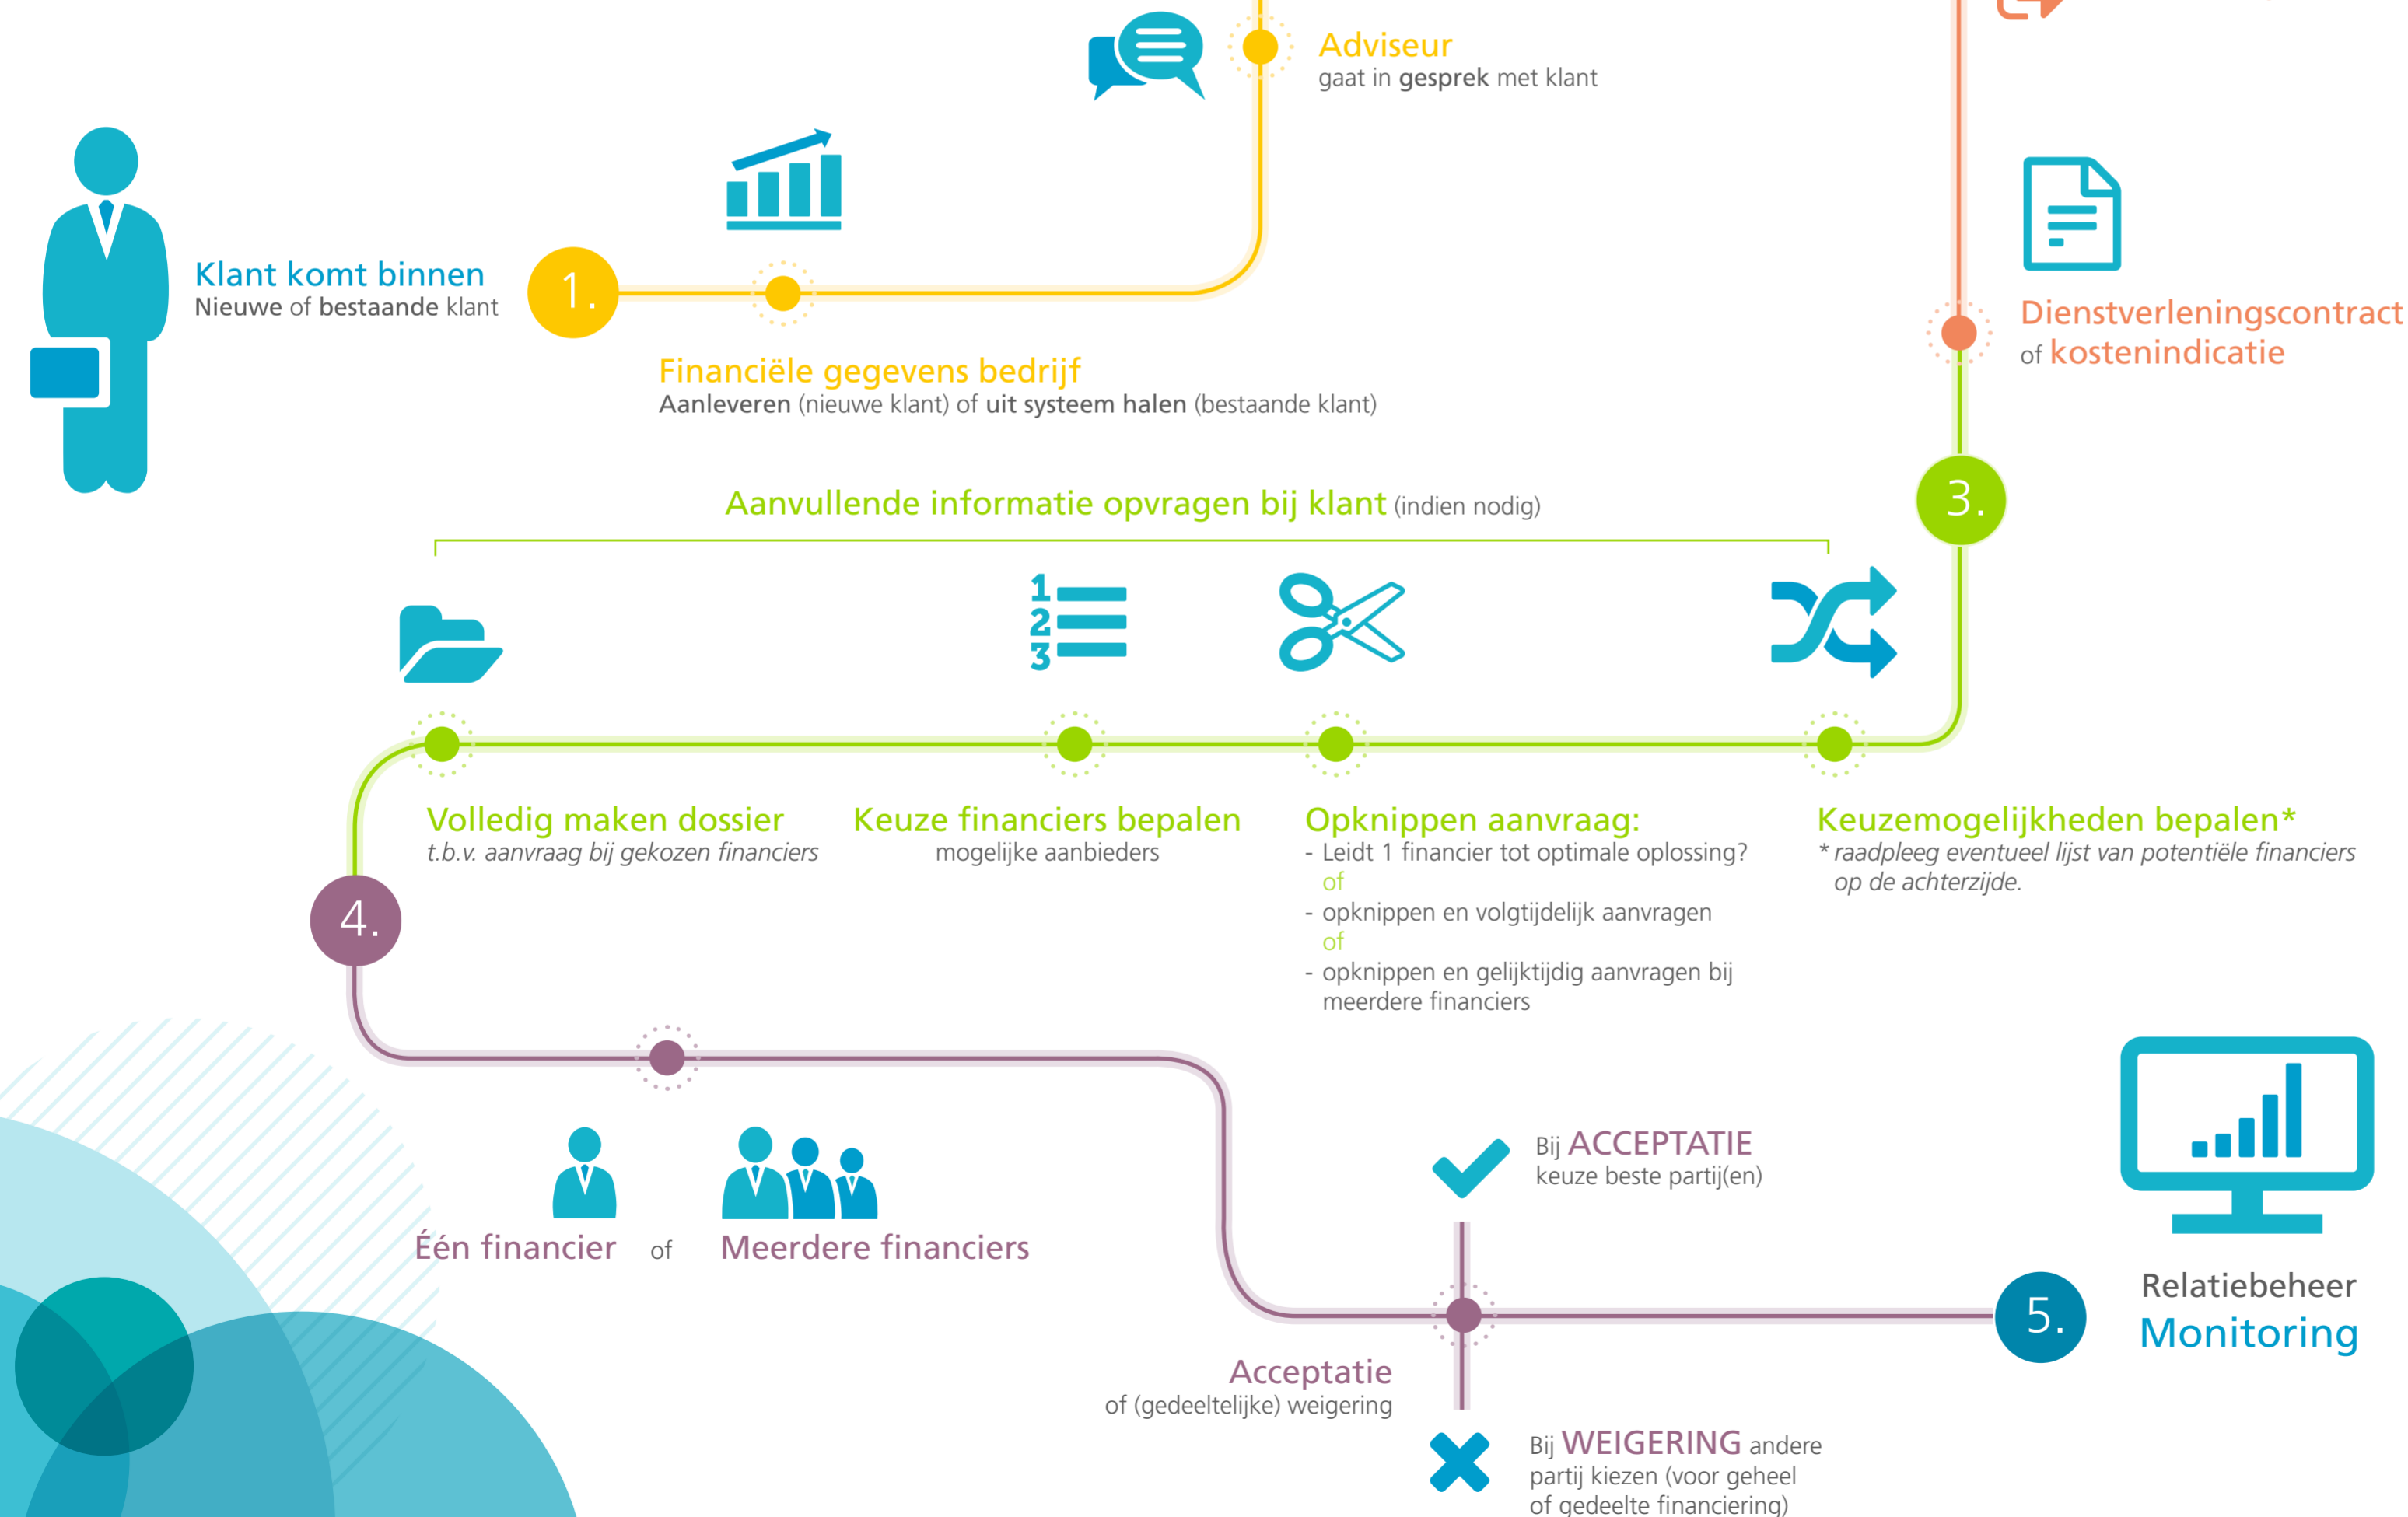 Adviseur
gaat in gesprek met klant
Klant komt binnen
Nieuwe of bestaande klant
1.
Financiële gegevens bedrijf
Aanleveren (nieuwe klant) of uit systeem halen (bestaande klant)
Dienstverleningscontract
of kostenindicatie
3.
Aanvullende informatie opvragen bij klant (indien nodig)
1
2
3
Volledig maken dossier
t.b.v. aanvraag bij gekozen financiers
Keuze financiers bepalen
mogelijke aanbieders
Opknippen aanvraag:
- Leidt 1 financier tot optimale oplossing?
of
- opknippen en volgtijdelijk aanvragen
of
- opknippen en gelijktijdig aanvragen bij
meerdere financiers
Keuzemogelijkheden bepalen*
* raadpleeg eventueel lijst van potentiële financiers
op de achterzijde.
4.
Één financier of Meerdere financiers
Bij ACCEPTATIE
keuze beste partij(en)
Acceptatie
of (gedeeltelijke) weigering
Bij WEIGERING andere
partij kiezen (voor geheel
of gedeelte financiering)
5.
Relatiebeheer
Monitoring